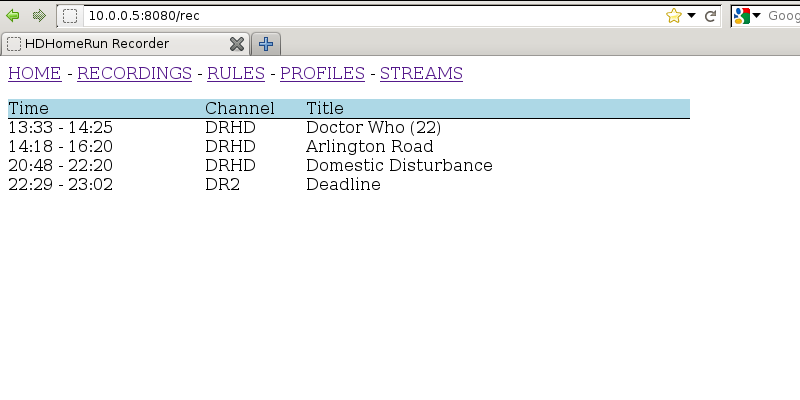 10.0.0.5:8080/rec
Goog
HDHomeRun Recorder
HOME - RECORDINGS - RULES - PROFILES - STREAMS
Time Channel Title
13:33 - 14:25 DRHD Doctor Who (22)
14:18 - 16:20 DRHD Arlington Road
20:48 - 22:20 DRHD Domestic Disturbance
22:29 - 23:02 DR2 Deadline